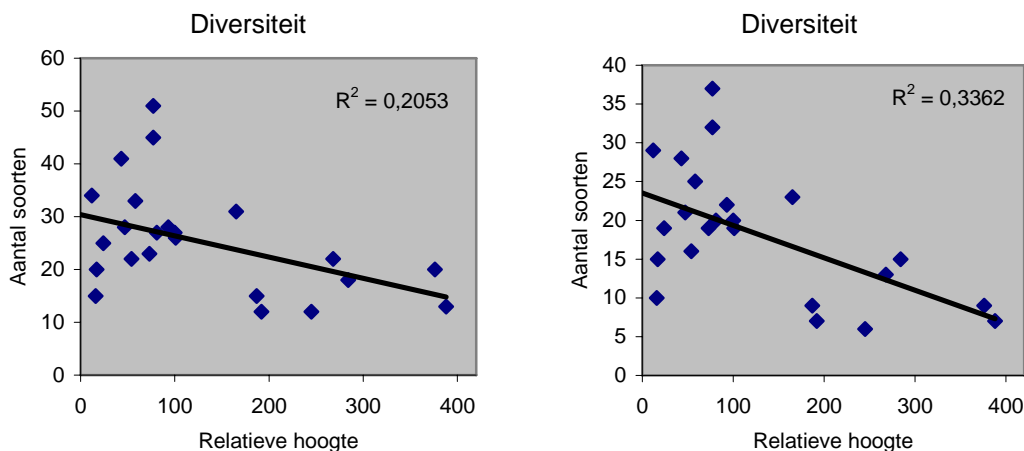 Diversiteit
60
50
40
30
20
10
0
Aantal soorten
R² = 0,2053
0 100 200 300 400
Relatieve hoogte
Diversiteit
40
35
30
25
20
15
10
5
0
Aantal soorten
R² = 0,3362
0 100 200 300 400
Relatieve hoogte